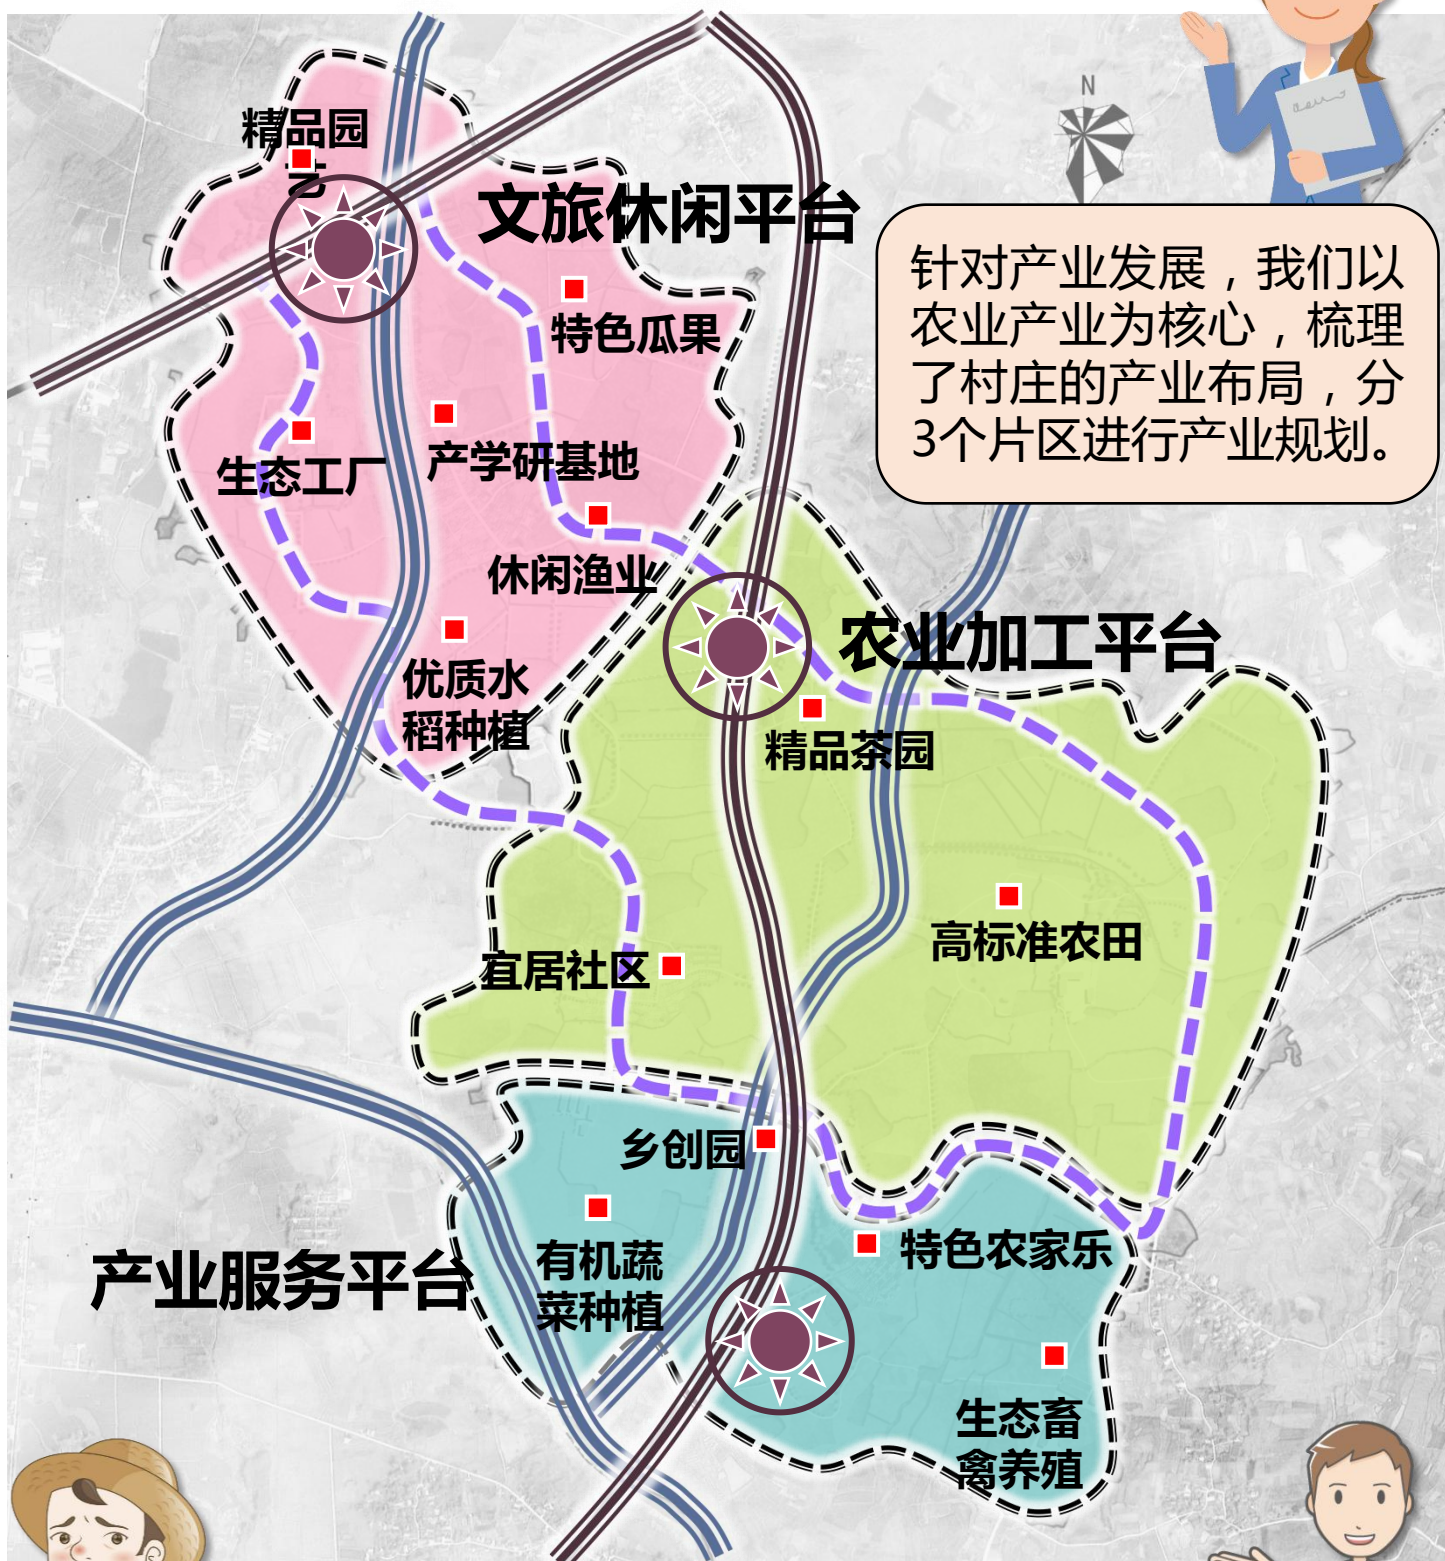 N
精品园
艺
文旅休闲平台
针对产业发展，我们以
农业产业为核心，梳理
了村庄的产业布局，分
3个片区进行产业规划。
特色瓜果
生态工厂
产学研基地
休闲渔业
农业加工平台
优质水
稻种植
精品茶园
高标准农田
宜居社区
乡创园
产业服务平台
有机蔬
菜种植
特色农家乐
生态畜
禽养殖